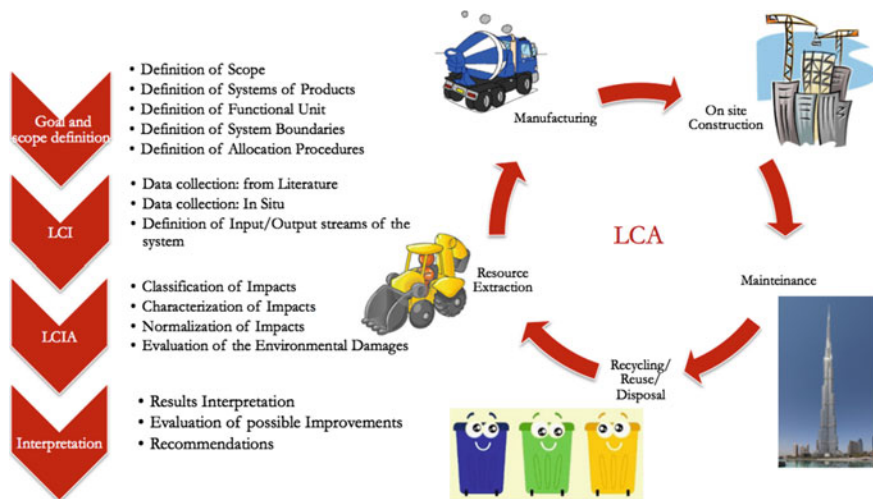 Goal and
scope definition
• Definition of Scope
• Definition of Systems of Products
• Definition of Functional Unit
• Definition of System Boundaries
• Definition of Allocation Procedures
LCI
• Data collection: from Literature
• Data collection: In Situ
• Definition of Input/Output streams of the
system
LCIA
• Classification of Impacts
• Characterization of Impacts
• Normalization of Impacts
• Evaluation of the Environmental Damages
Interpretation
• Results Interpretation
• Evaluation of possible Improvements
• Recommendations
Manufacturing
On site
Construction
LCA
Resource
Extraction
Mainteinance
Recycling/
Reuse/
Disposal